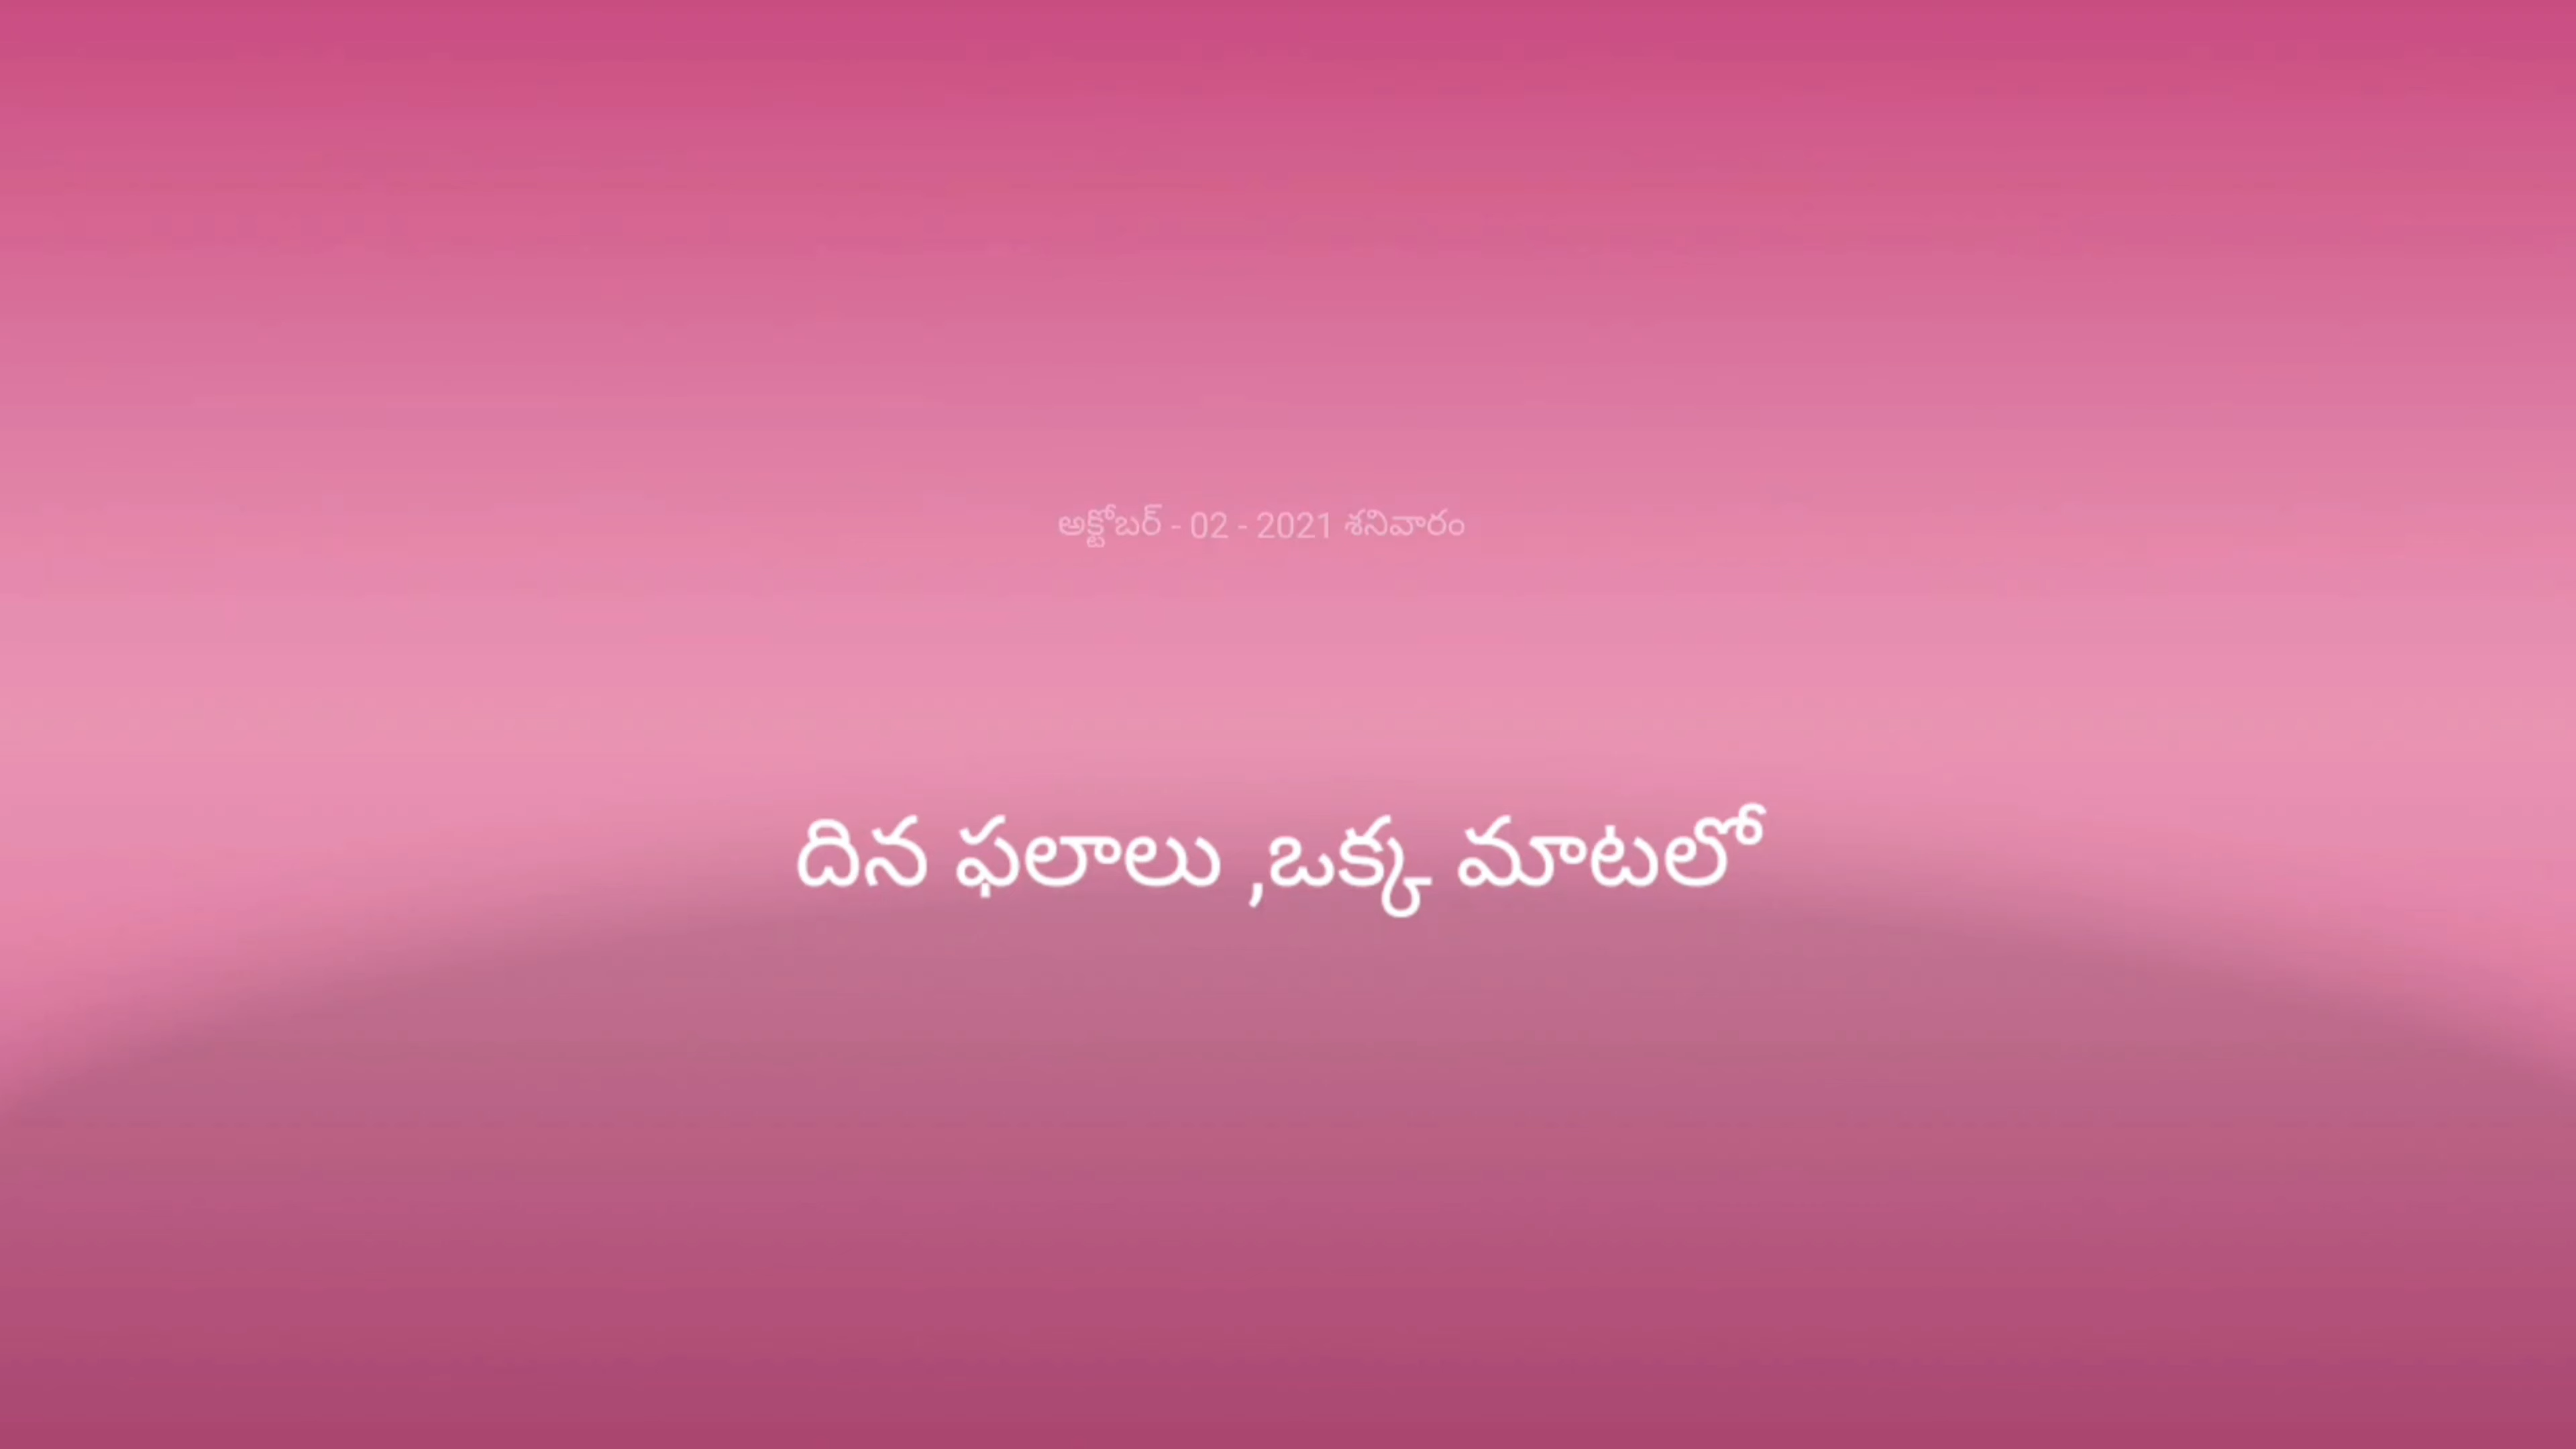 అక్టోబర్ - 02 - 2021 శనివారం
దిన ఫలాలు ,ఒక్క మాటలో